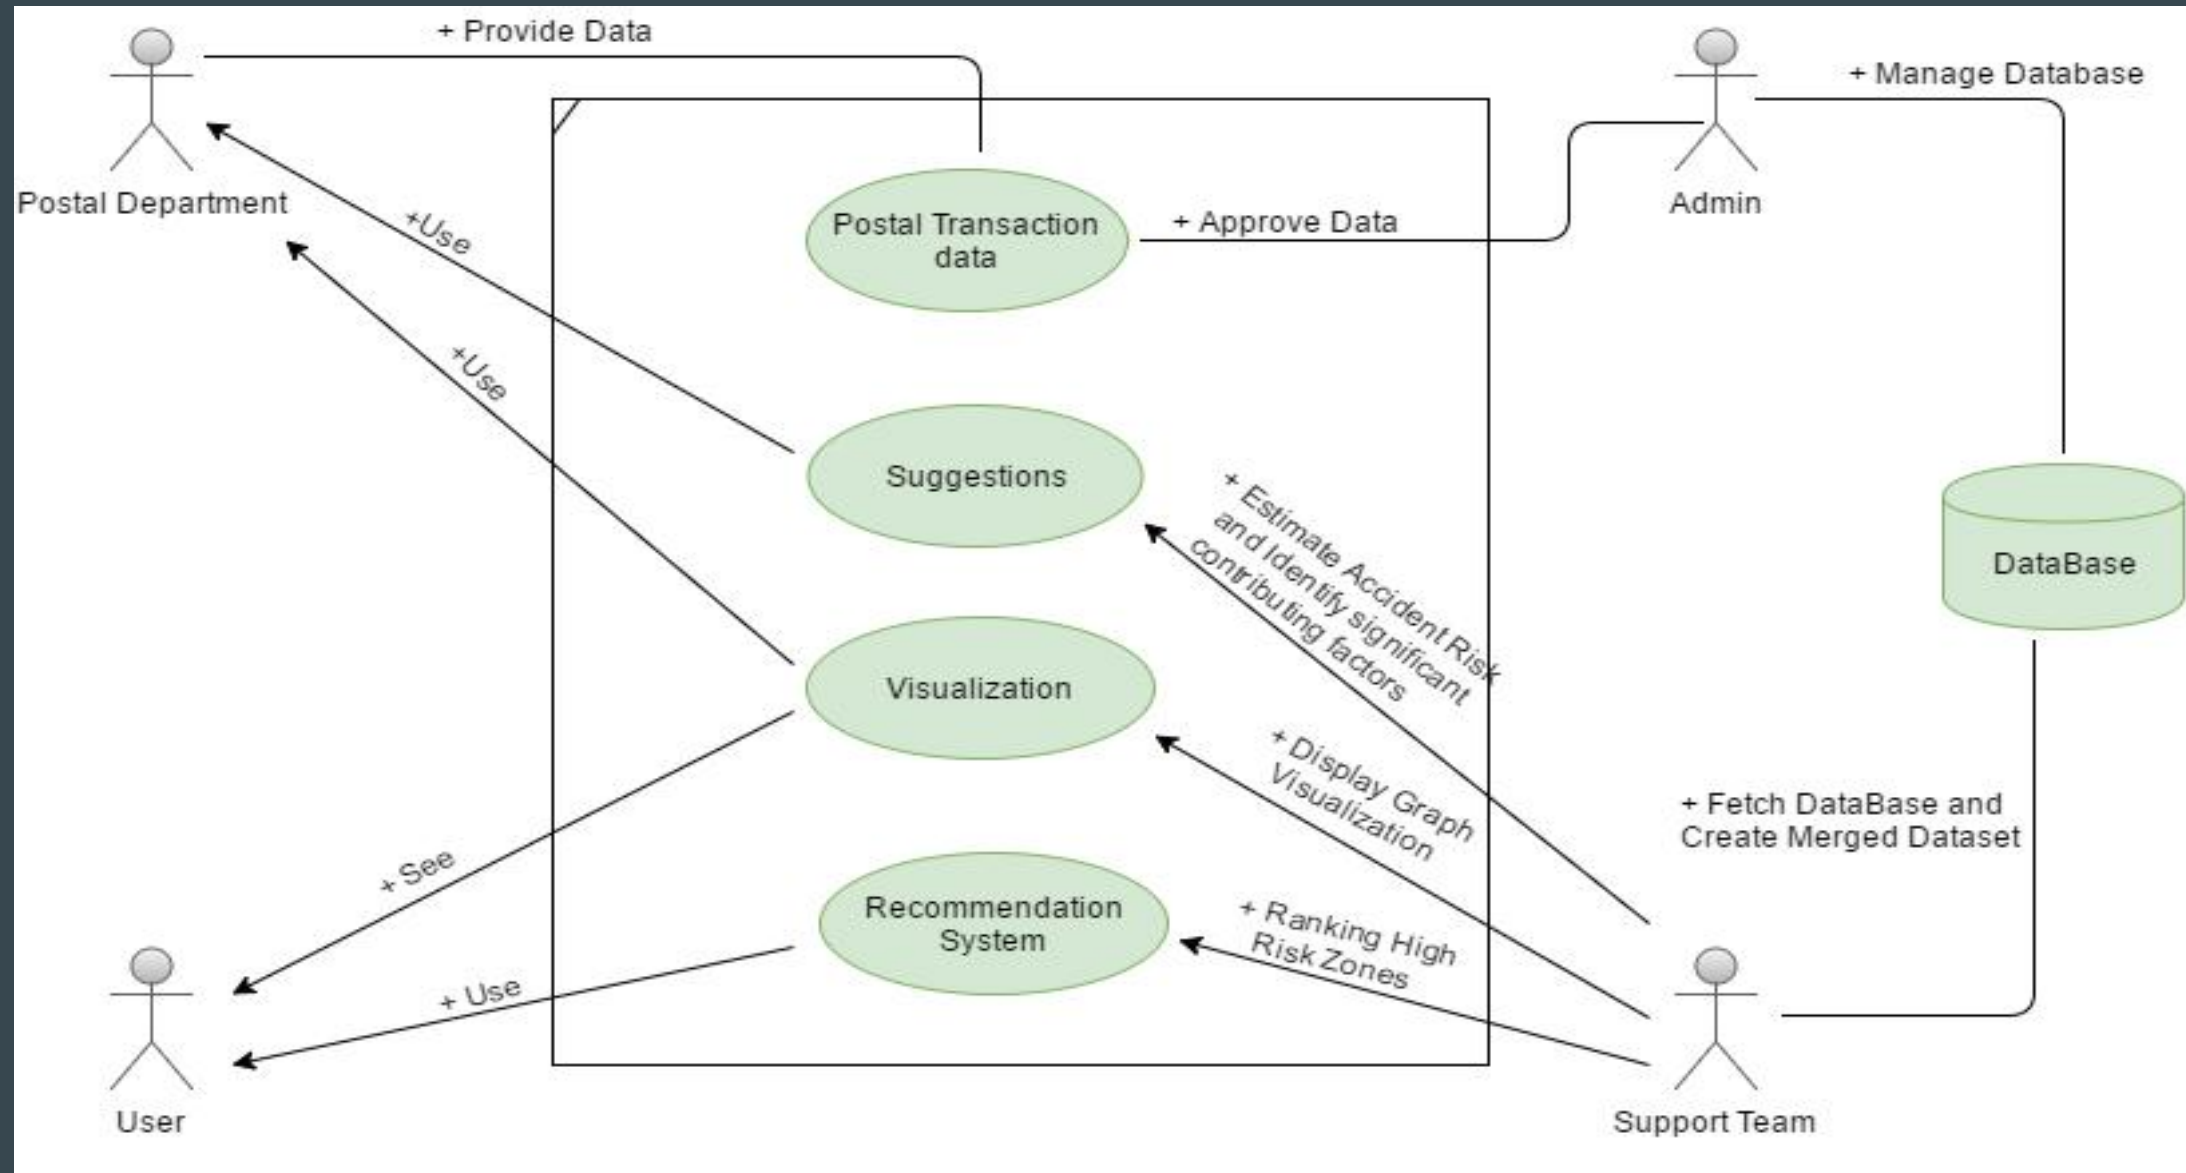 + Provide Data
+ Manage Database
Postal Department
Admin
+Use
Postal Transaction
data
+ Approve Data
+Use
Suggestions
+ Estimate Accident Risk
and Identify significant
contributing factors
DataBase
Visualization
+ Display Graph
Visualization
+ Fetch DataBase and
Create Merged Dataset
+ See
Recommendation
System
+ Ranking High
Risk Zones
+ Use
User
Support Team